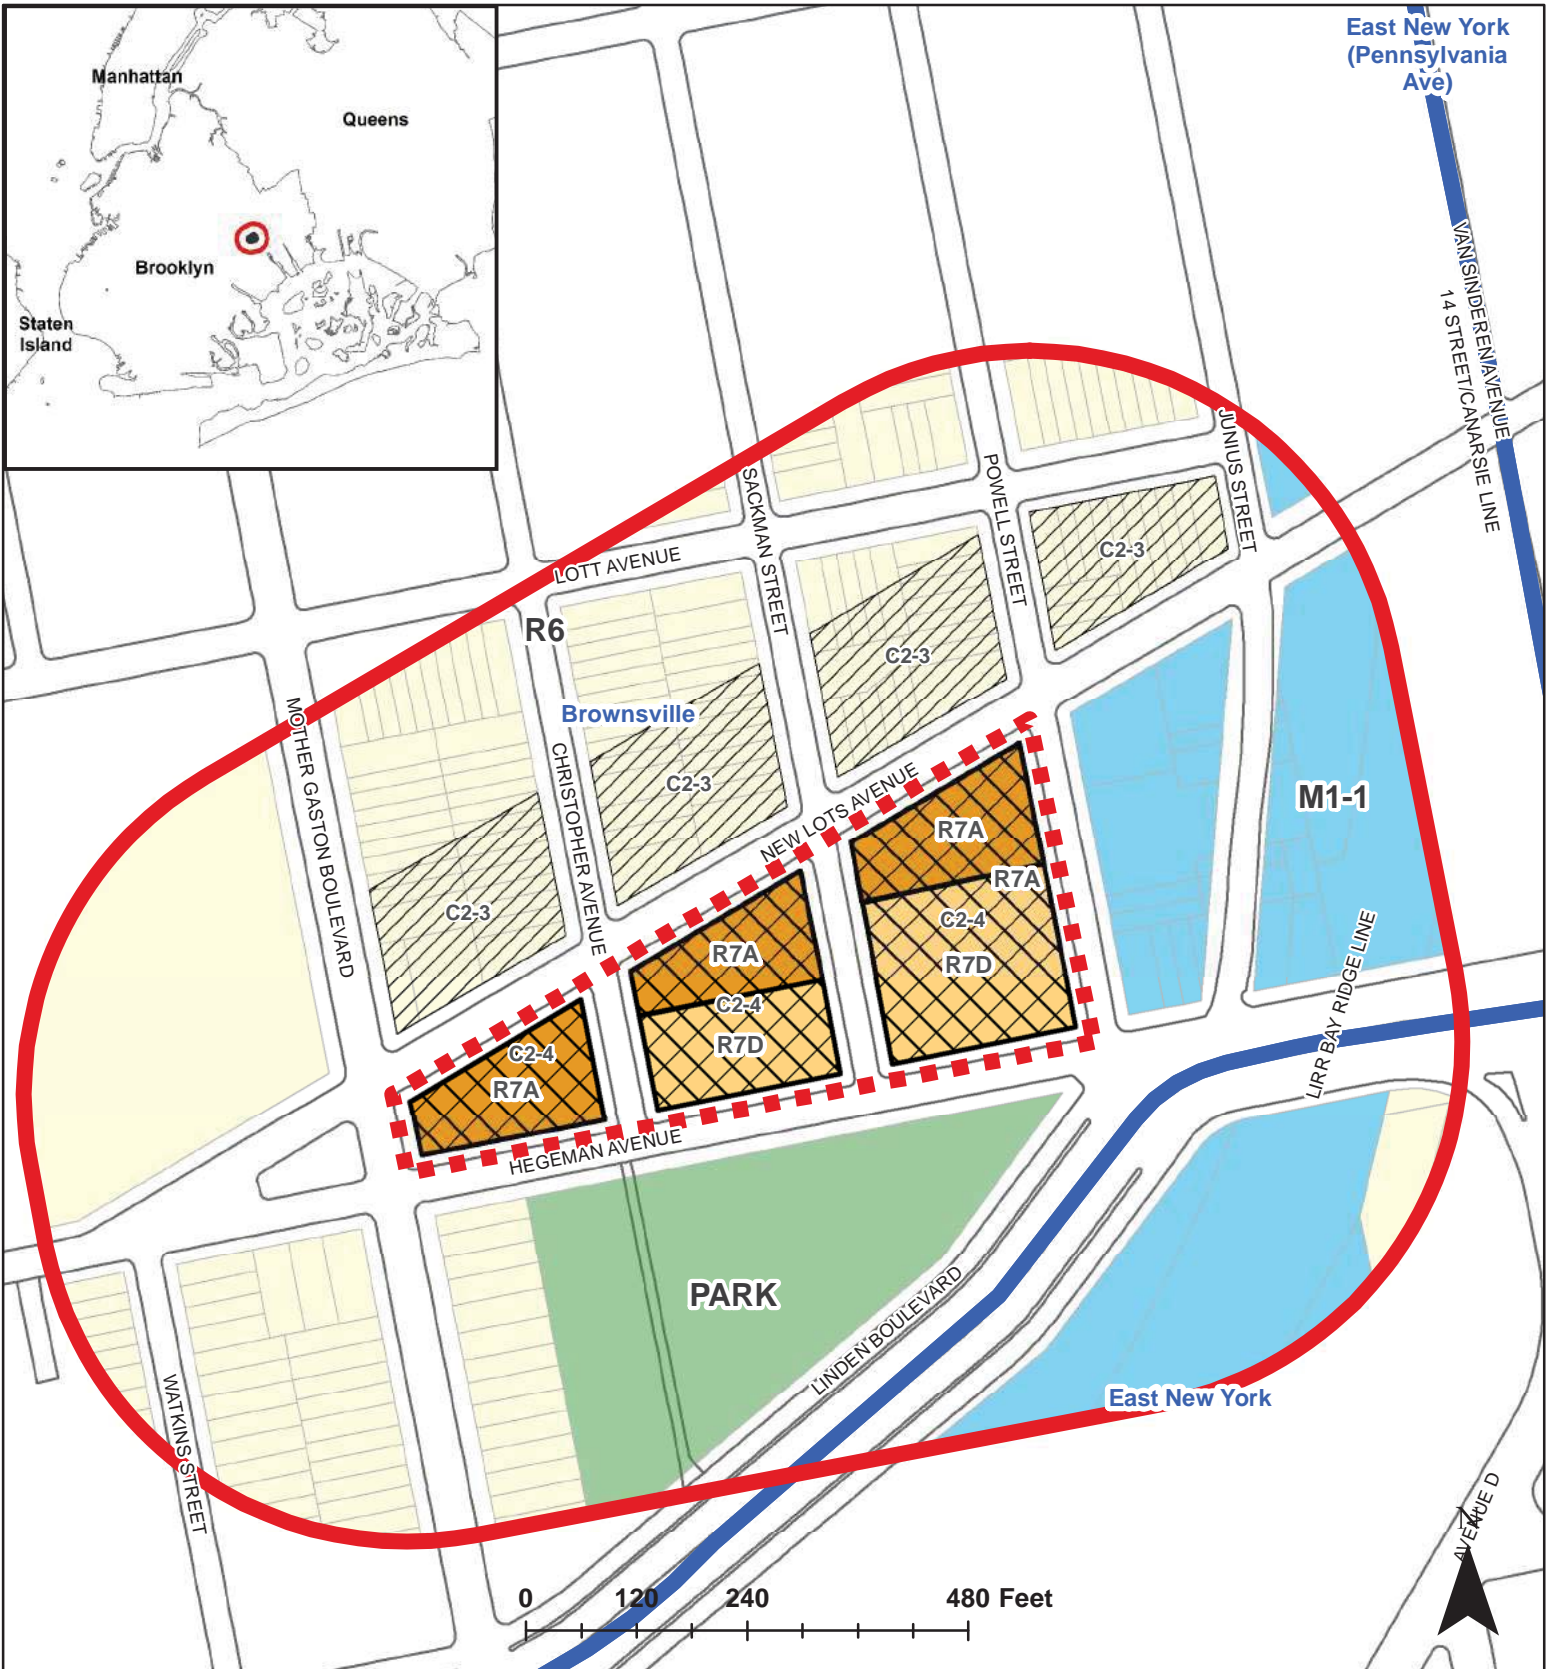 East New York
(Pennsylvania
Ave)
Manhattan
Queens
Brooklyn
Staten
Island
VAN SINDEREN AVENUE
14 STREET/CANARSIE LINE
JUNIUS STREET
POWELL STREET
SACKMAN STREET
LOTT AVENUE
C2-3
R6
C2-3
Brownsville
MOTHER GASTON BOULEVARD
CHRISTOPHER AVENUE
C2-3
NEW LOTS AVENUE
M1-1
R7A
R7A
C2-3
C2-4
R7A
R7D
C2-4
R7D
C2-4
R7A
LIRR BAY RIDGE LINE
HEGEMAN AVENUE
PARK
LINDEN BOULEVARD
WATKINS STREET
East New York
AVENUE D
N
0 120 240 480 Feet